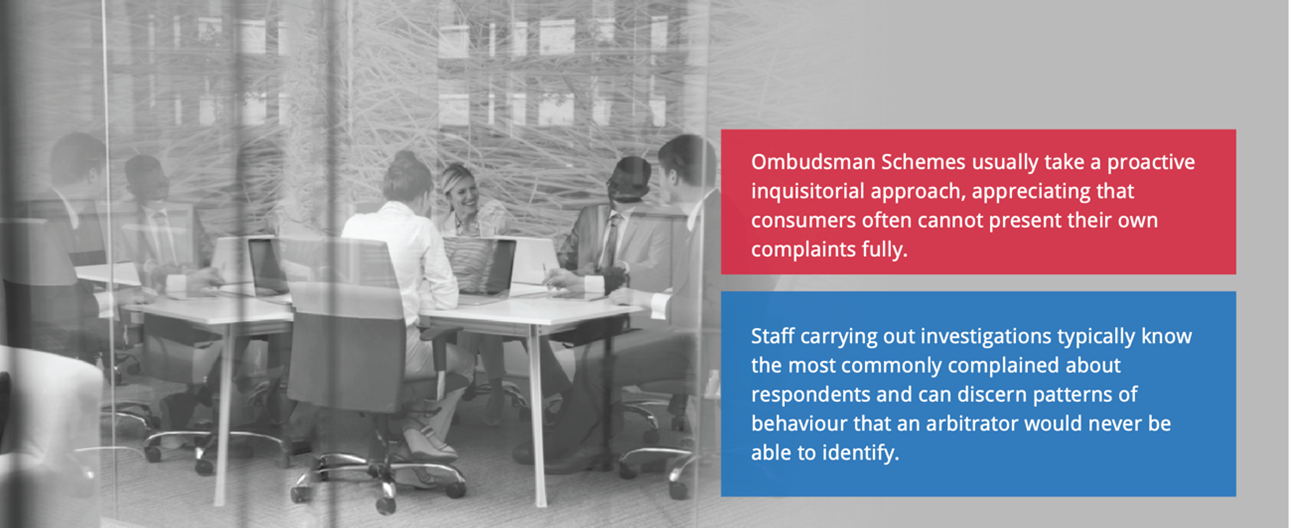 Ombudsman Schemes usually take a proactive
inquisitorial approach, appreciating that
consumers often cannot present their own
complaints fully.
Staff carrying out investigations typically know
the most commonly complained about
respondents and can discern patterns of
behaviour that an arbitrator would never be
able to identify.